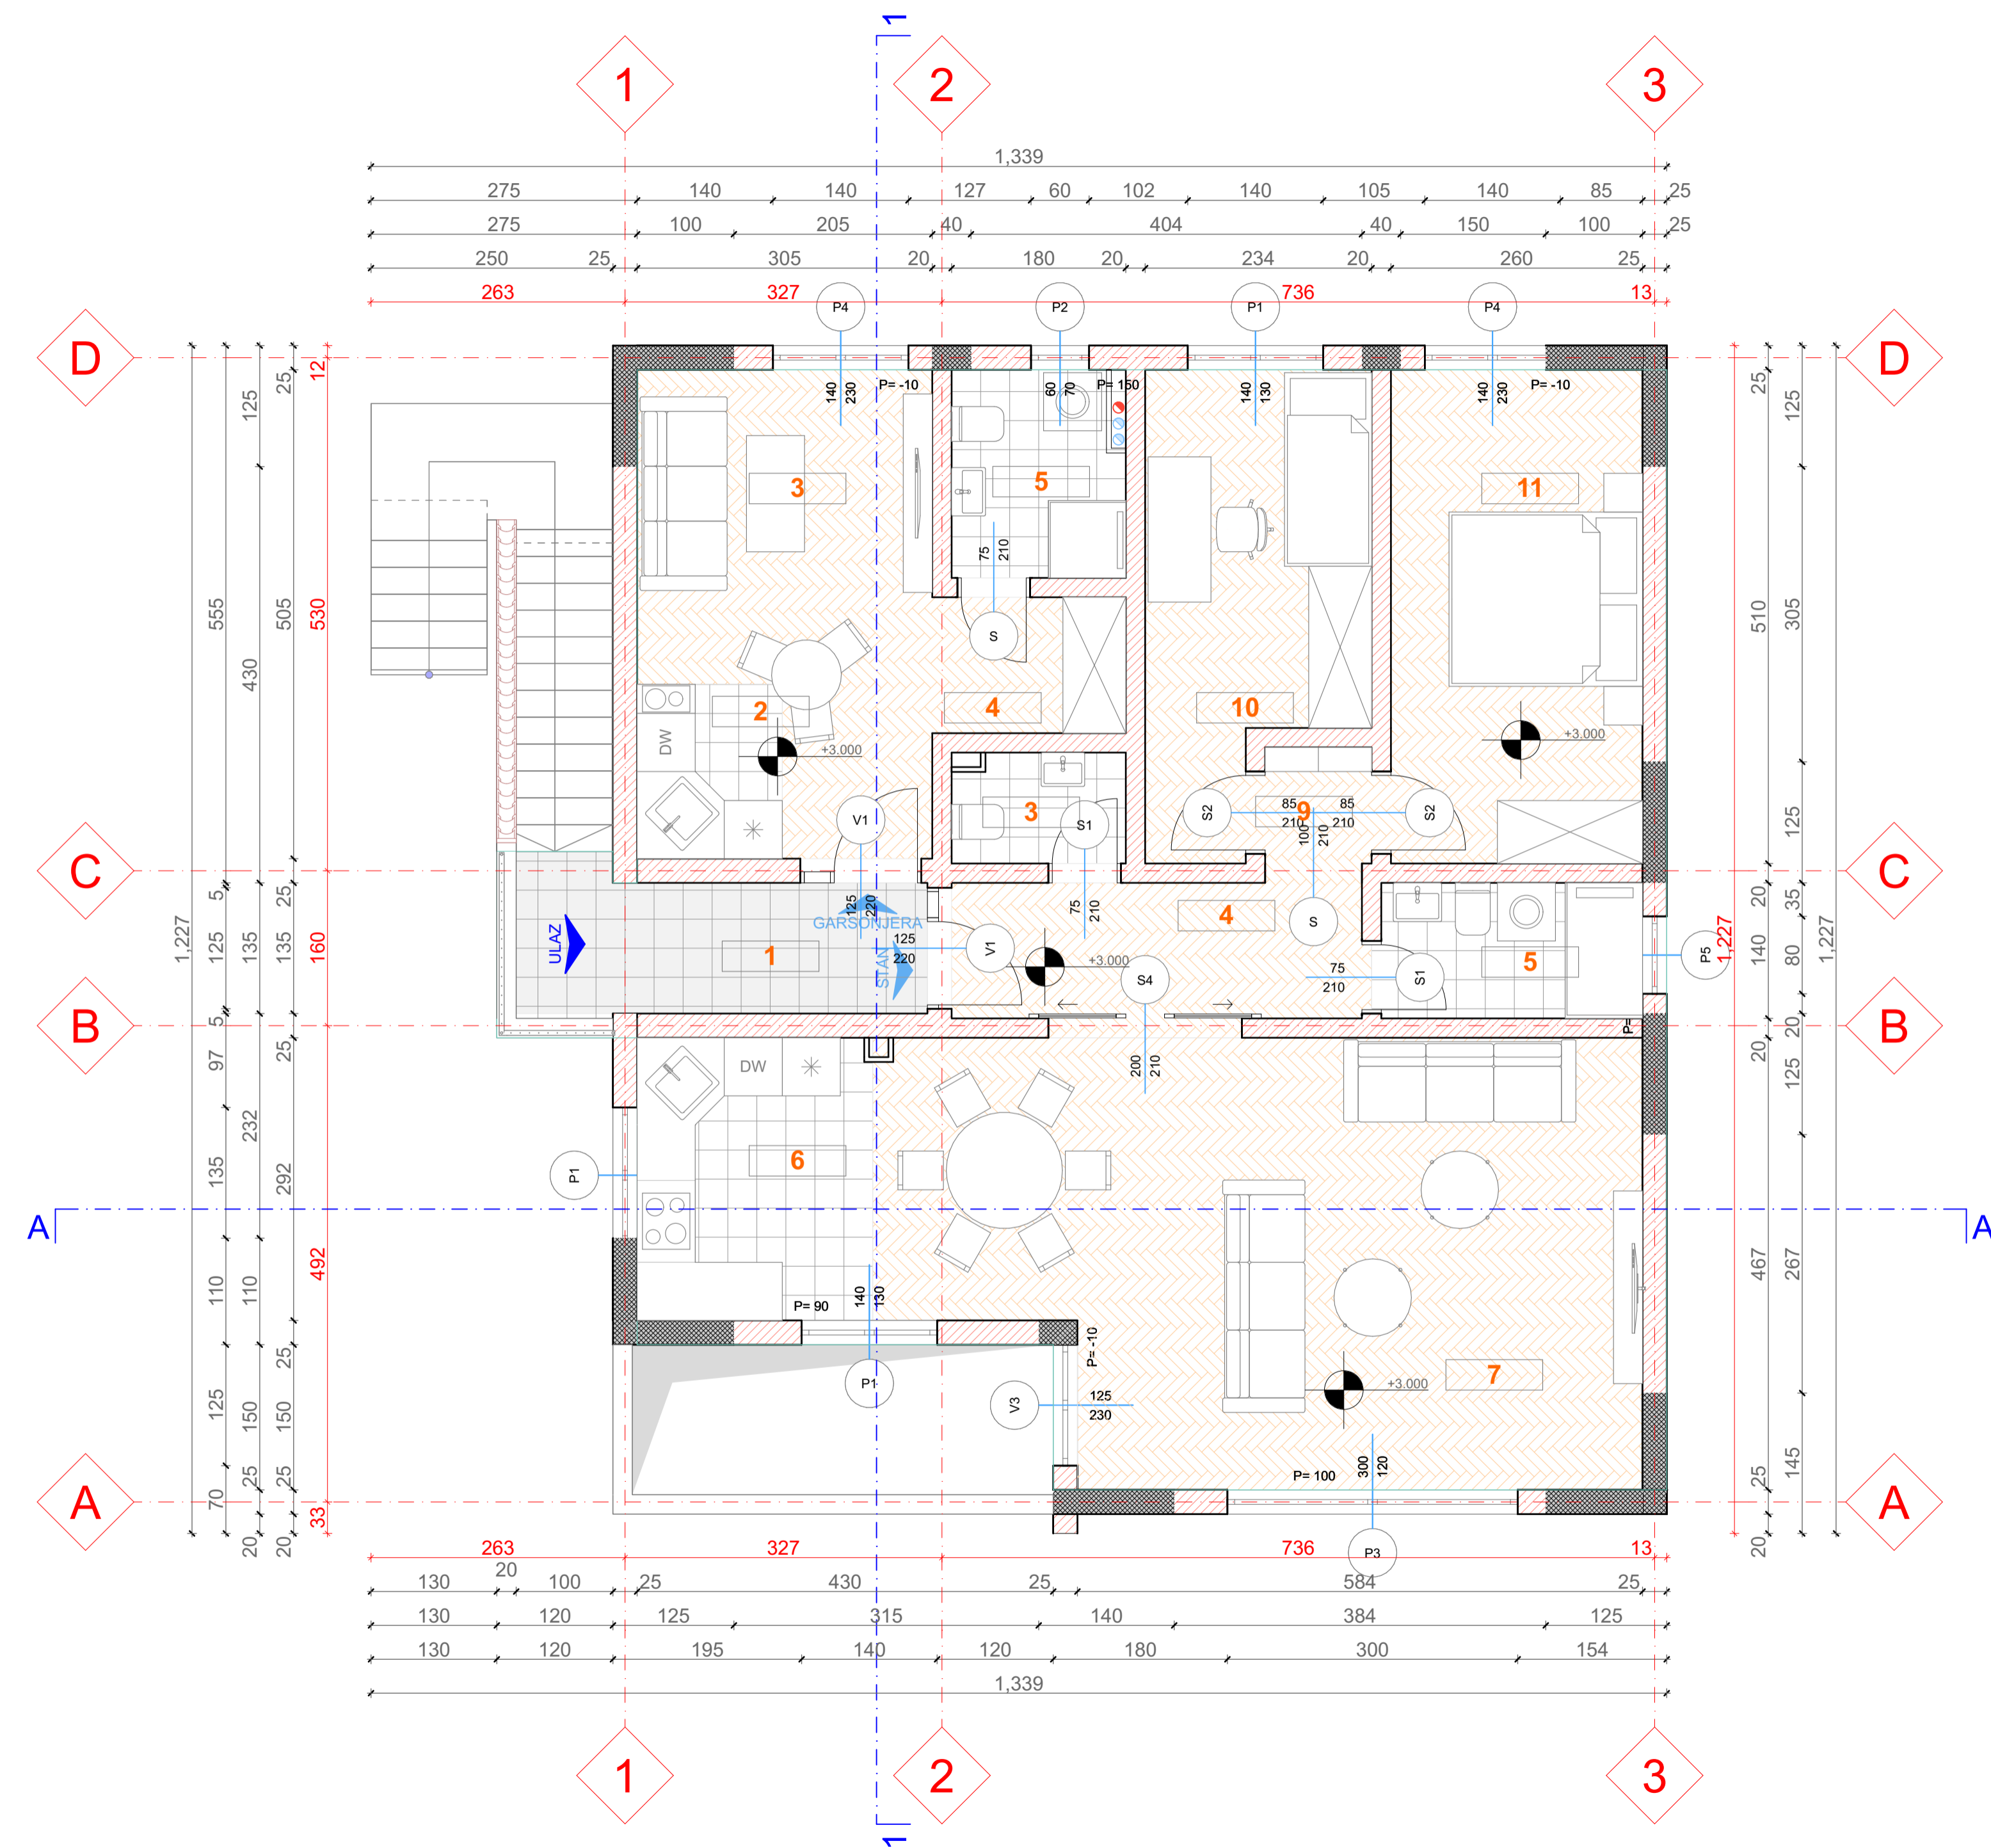 1
1 2 3
1,339
275 140 140 127 60 102 140 105 140 85 25
275 100 205 40 404 40 150 100 25
250 25 305 20 180 20 234 20 260 25
263 327 736 13
P4 P2 P1 P4
D D
140 230 P= -10 60 70 P= 150 140 130 140 230 P= -10
3 5 11
75 210
S
2 4 10
DW +3.000 +3.000
V1 3 S1 S2 85 210 9 85 210 S2
100 210
C C
125 220 75 210 4 S
GARSONJERA
ULAZ 1 125 220 STAN V1 +3.000 S4 75 210 S1 5 P5
B B
P=
DW 200 210
P1 6
A A
P= 90 140 130 P= -10
P1 V3 125 230 +3.000 7
P= 100 300 120
A A
P3
1,227
555 125 5 97 135 110 125 70
125 430 135 232 110 150 25 20
25 505 25 135 25 292 25 150 25 20
12 530 160 492 33
1,227
25 510 20 140 20 467 25 20
125 305 125 35 80 20 125 267 145
1,227
263 327 736 13
130 20 100 25 430 25 584 25
130 120 125 315 140 384 125
130 120 195 140 120 180 300 154
1,339
1 2 3
1